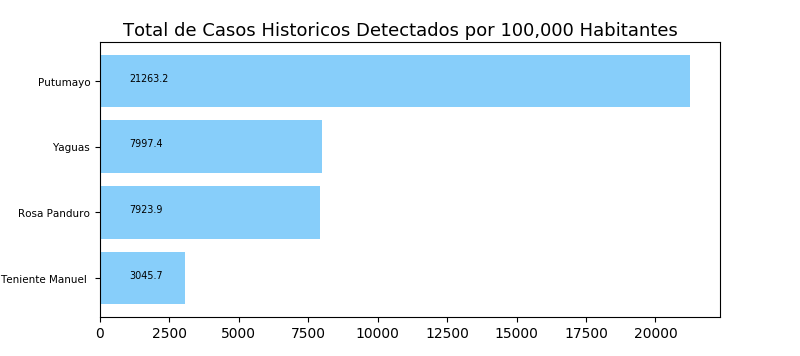 Total de Casos Historicos Detectados por 100,000 Habitantes
Putumayo
21263.2
Yaguas
7997.4
Rosa Panduro
7923.9
Teniente Manuel
3045.7
0 2500 5000 7500 10000 12500 15000 17500 20000